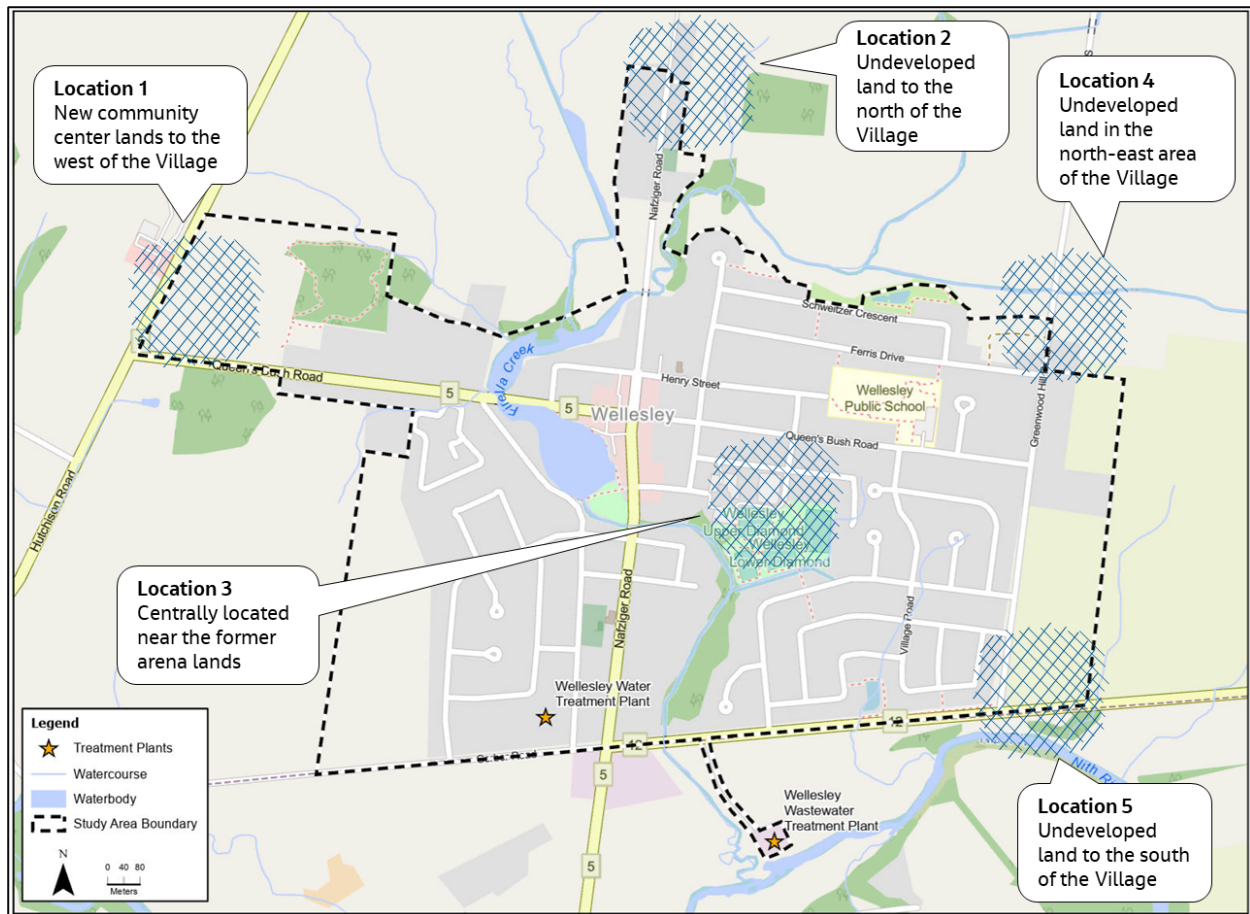 Location 1
New community
center lands to the
west of the Village
Location 2
Undeveloped
land to the
north of the
Village
Location 4
Undeveloped
land in the
north-east area
of the Village
Nafziger Road
Schweitzer Crescent
Ferris Drive
Queen's Bush Road
5
Firella Creek
5
Henry Street
Wellesley
Wellesley
Public School
Greenwood Hill
Queen's Bush Road
Hutchison Road
Wellesley
Upper Diamond
Wellesley
Lower Diamond
Location 3
Centrally located
near the former
arena lands
Nafziger Road
Village Road
Wellesley Water
Treatment Plant
12
12
5
5
Nith
Wellesley
Wastewater
Treatment Plant
Location 5
Undeveloped
land to the south
of the Village
Legend
Treatment Plants
Watercourse
Waterbody
Study Area Boundary
N
0 40 80
Meters